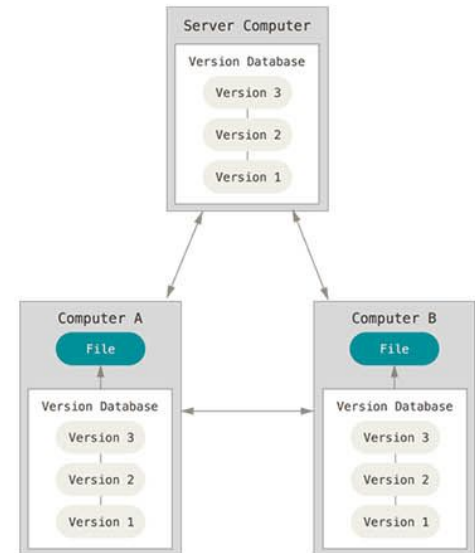 Server Computer
Version Database
Version 3
Version 2
Version 1
Computer A
File
Version Database
Version 3
Version 2
Version 1
Computer B
File
Version Database
Version 3
Version 2
Version 1